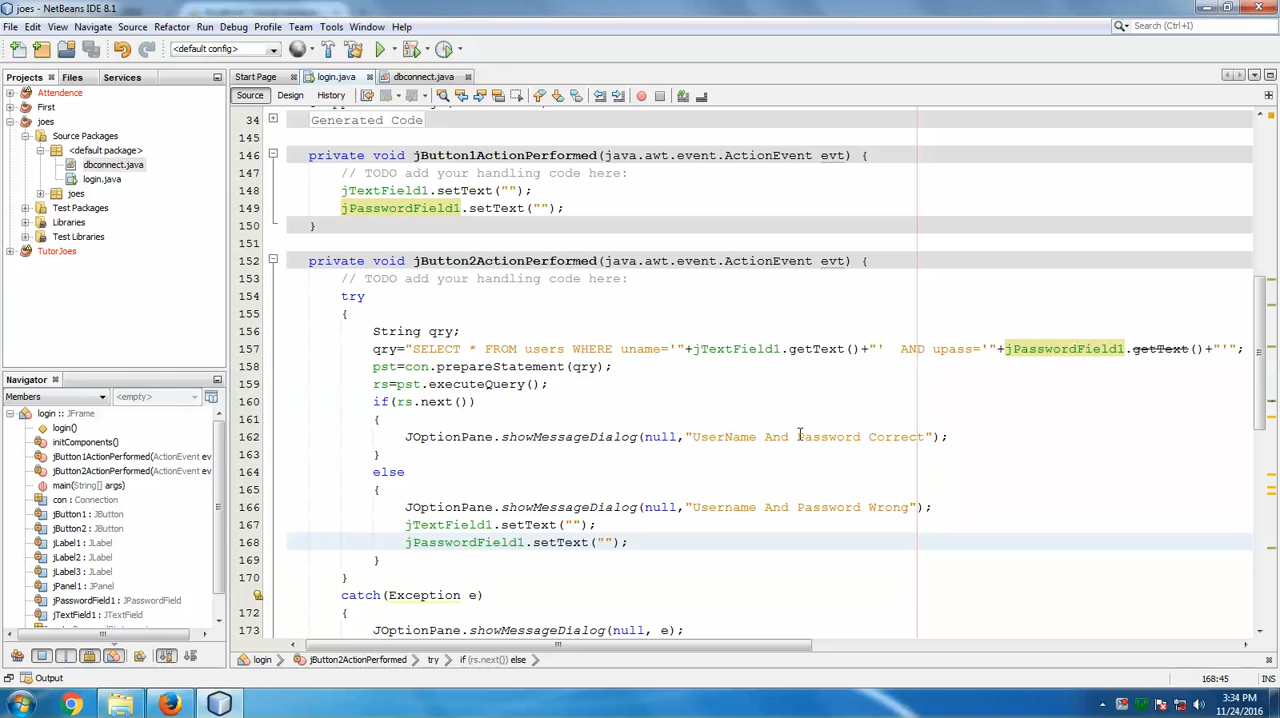 joes - NetBeans IDE 8.1
File Edit View Navigate Source Refactor Run Debug Profile Team Tools Window Help
Search (Ctrl+I)
<default config>
Projects Files Services
Start Page login.java dbconnect.java
Source Design History
Attendence
First
joes
Source Packages
<default package>
dbconnect.java
login.java
joes
Test Packages
Libraries
Test Libraries
TutorJoes
Navigator
Members <empty>
login :: JFrame
login()
initComponents()
jButton1ActionPerformed(ActionEvent ev
jButton2ActionPerformed(ActionEvent ev
main(String[] args)
con : Connection
jButton1 : JButton
jButton2 : JButton
jLabel1 : JLabel
jLabel2 : JLabel
jLabel3 : JLabel
jPanel1 : JPanel
jPasswordField1 : JPasswordField
jTextField1 : JTextField
34 Generated Code
145
146 private void jButton1ActionPerformed(java.awt.event.ActionEvent evt) {
147 // TODO add your handling code here:
148 jTextField1.setText("");
149 jPasswordField1.setText("");
150 }
151
152 private void jButton2ActionPerformed(java.awt.event.ActionEvent evt) {
153 // TODO add your handling code here:
154 try
155 {
156 String qry;
157 qry="SELECT * FROM users WHERE uname='"+jTextField1.getText()+"'  AND upass='"+jPasswordField1.getText()+"'";
158 pst=con.prepareStatement(qry);
159 rs=pst.executeQuery();
160 if(rs.next())
161 {
162 JOptionPane.showMessageDialog(null,"UserName And Password Correct");
163 }
164 else
165 {
166 JOptionPane.showMessageDialog(null,"Username And Password Wrong");
167 jTextField1.setText("");
168 jPasswordField1.setText("");
169 }
170 }
catch(Exception e)
172 {
173 JOptionPane.showMessageDialog(null, e);
login jButton2ActionPerformed try if (rs.next()) else
Output
168:45 INS
3:34 PM
11/24/2016